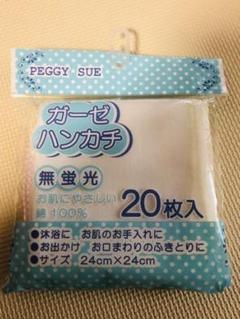 PEGGY SUE
ガーゼ
ハンカチ
無蛍光
お肌にやさしい
綿100%
20枚入
●沐浴に お肌のお手入れに
●お出かけ お口まわりのふきとりに
●サイズ 24cm×24cm